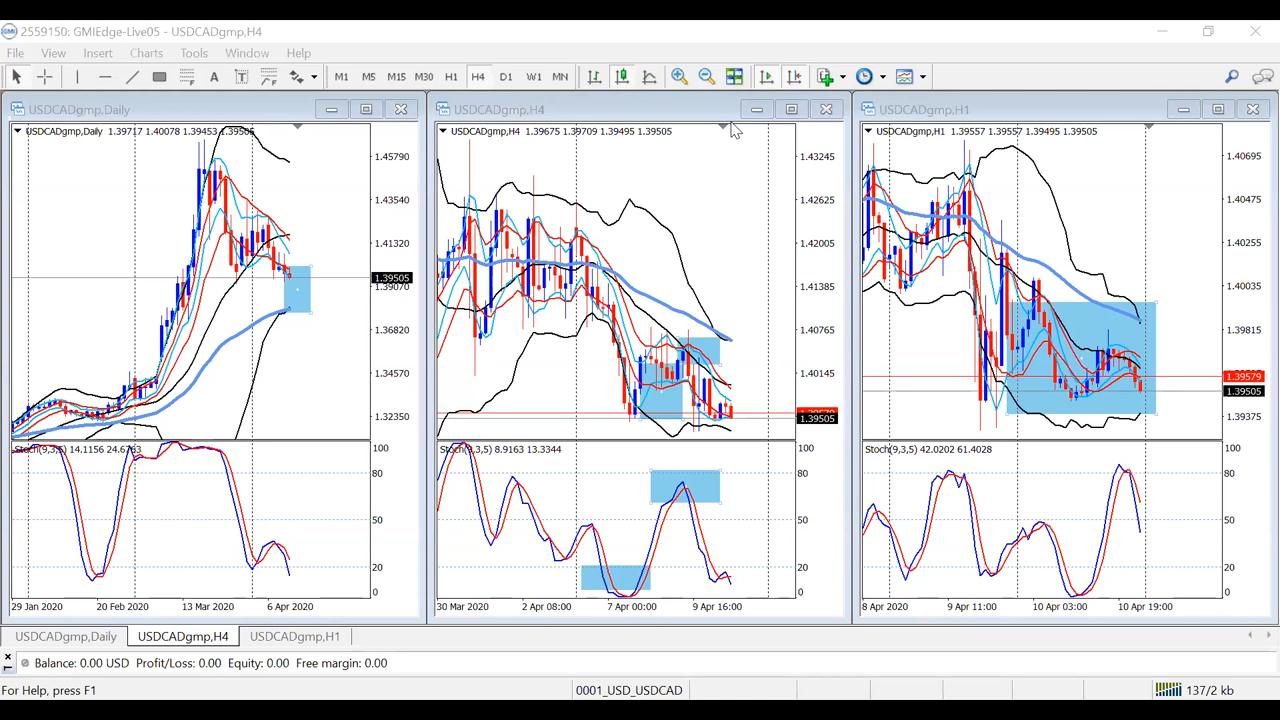 2559150: GMIEdge-Live05 - USDCADgmp,H4
File View Insert Charts Tools Window Help
M1 M5 M15 M30 H1 H4 D1 W1 MN
USDCADgmp,Daily
USDCADgmp,Daily 1.39717 1.40078 1.39453 1.39505
1.45790
1.43540
1.41320
1.39505
1.39070
1.36820
1.34570
1.32350
Stoch(9,3,5) 14.1156 24.6763
100
80
50
20
0
29 Jan 2020 20 Feb 2020 13 Mar 2020 6 Apr 2020
USDCADgmp,H4
USDCADgmp,H4 1.39675 1.39709 1.39495 1.39505
1.43245
1.42625
1.42005
1.41385
1.40765
1.40145
1.39505
Stoch(9,3,5) 8.9163 13.3344
100
80
50
20
0
30 Mar 2020 2 Apr 08:00 7 Apr 00:00 9 Apr 16:00
USDCADgmp,H1
USDCADgmp,H1 1.39557 1.39557 1.39495 1.39505
1.40695
1.40475
1.40255
1.40035
1.39815
1.39579
1.39505
1.39375
Stoch(9,3,5) 42.0202 61.4028
100
80
50
20
0
8 Apr 2020 9 Apr 11:00 10 Apr 03:00 10 Apr 19:00
USDCADgmp,Daily USDCADgmp,H4 USDCADgmp,H1
Balance: 0.00 USD Profit/Loss: 0.00 Equity: 0.00 Free margin: 0.00
For Help, press F1 0001_USD_USDCAD 137/2 kb